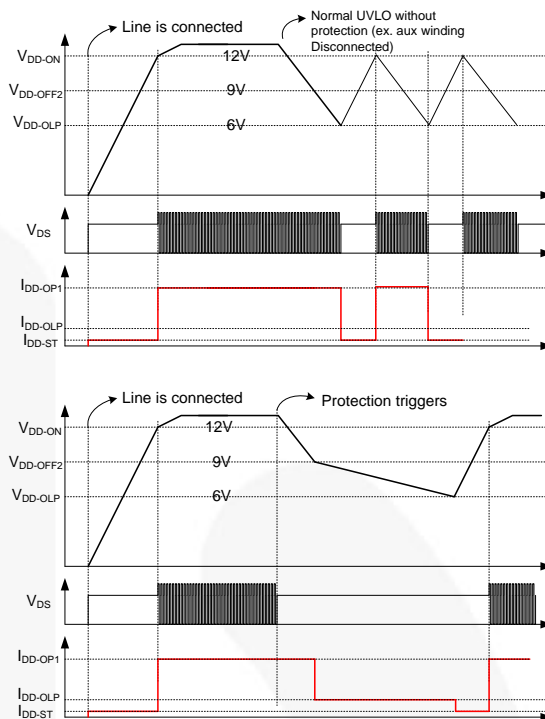 Line is connected
Normal UVLO without
protection (ex. aux winding
Disconnected)
VDD-ON
12V
VDD-OFF2
9V
VDD-OLP
6V
VDS
IDD-OP1
IDD-OLP
IDD-ST
Line is connected
Protection triggers
VDD-ON
12V
VDD-OFF2
9V
VDD-OLP
6V
VDS
IDD-OP1
IDD-OLP
IDD-ST